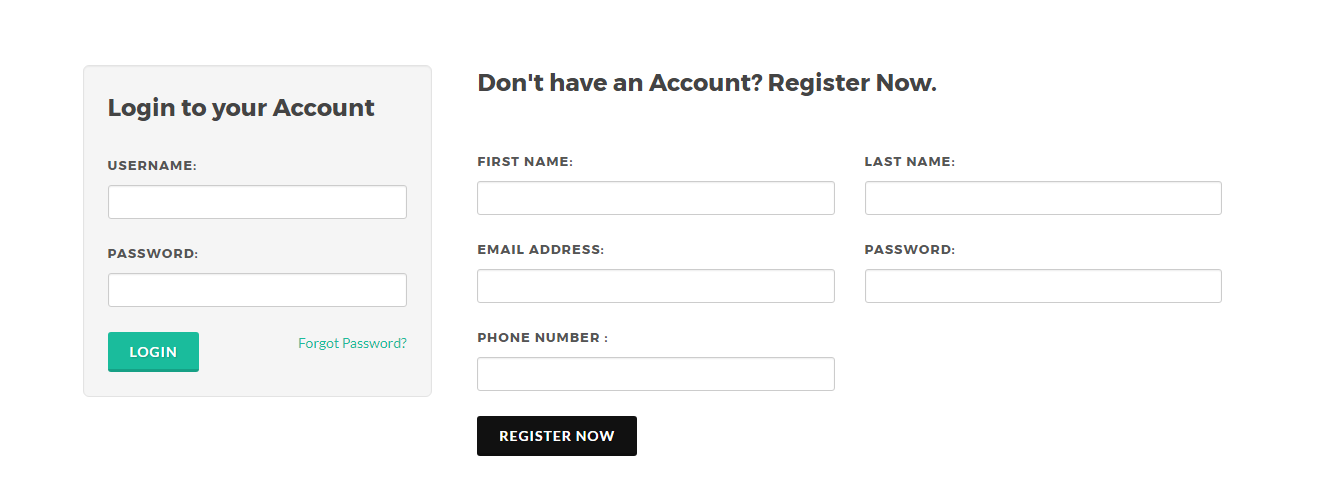 Login to your Account
USERNAME:
PASSWORD:
LOGIN
Forgot Password?
Don't have an Account? Register Now.
FIRST NAME:
LAST NAME:
EMAIL ADDRESS:
PASSWORD:
PHONE NUMBER :
REGISTER NOW